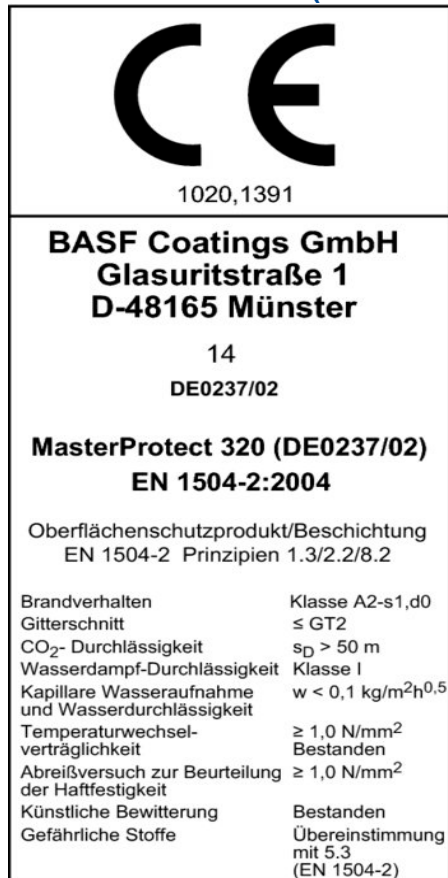 CE
1020,1391
BASF Coatings GmbH
Glasuritstraße 1
D-48165 Münster
14
DE0237/02
MasterProtect 320 (DE0237/02)
EN 1504-2:2004
Oberflächenschutzprodukt/Beschichtung
EN 1504-2 Prinzipien 1.3/2.2/8.2
Brandverhalten Klasse A2-s1,d0
Gitterschnitt ≤ GT2
CO₂- Durchlässigkeit s_D > 50 m
Wasserdampf-Durchlässigkeit Klasse I
Kapillare Wasseraufnahme w < 0,1 kg/m²h⁰,⁵
und Wasserdurchlässigkeit
Temperaturwechsel- ≥ 1,0 N/mm²
verträglichkeit Bestanden
Abreißversuch zur Beurteilung ≥ 1,0 N/mm²
der Haftfestigkeit
Künstliche Bewitterung Bestanden
Gefährliche Stoffe Übereinstimmung
mit 5.3
(EN 1504-2)